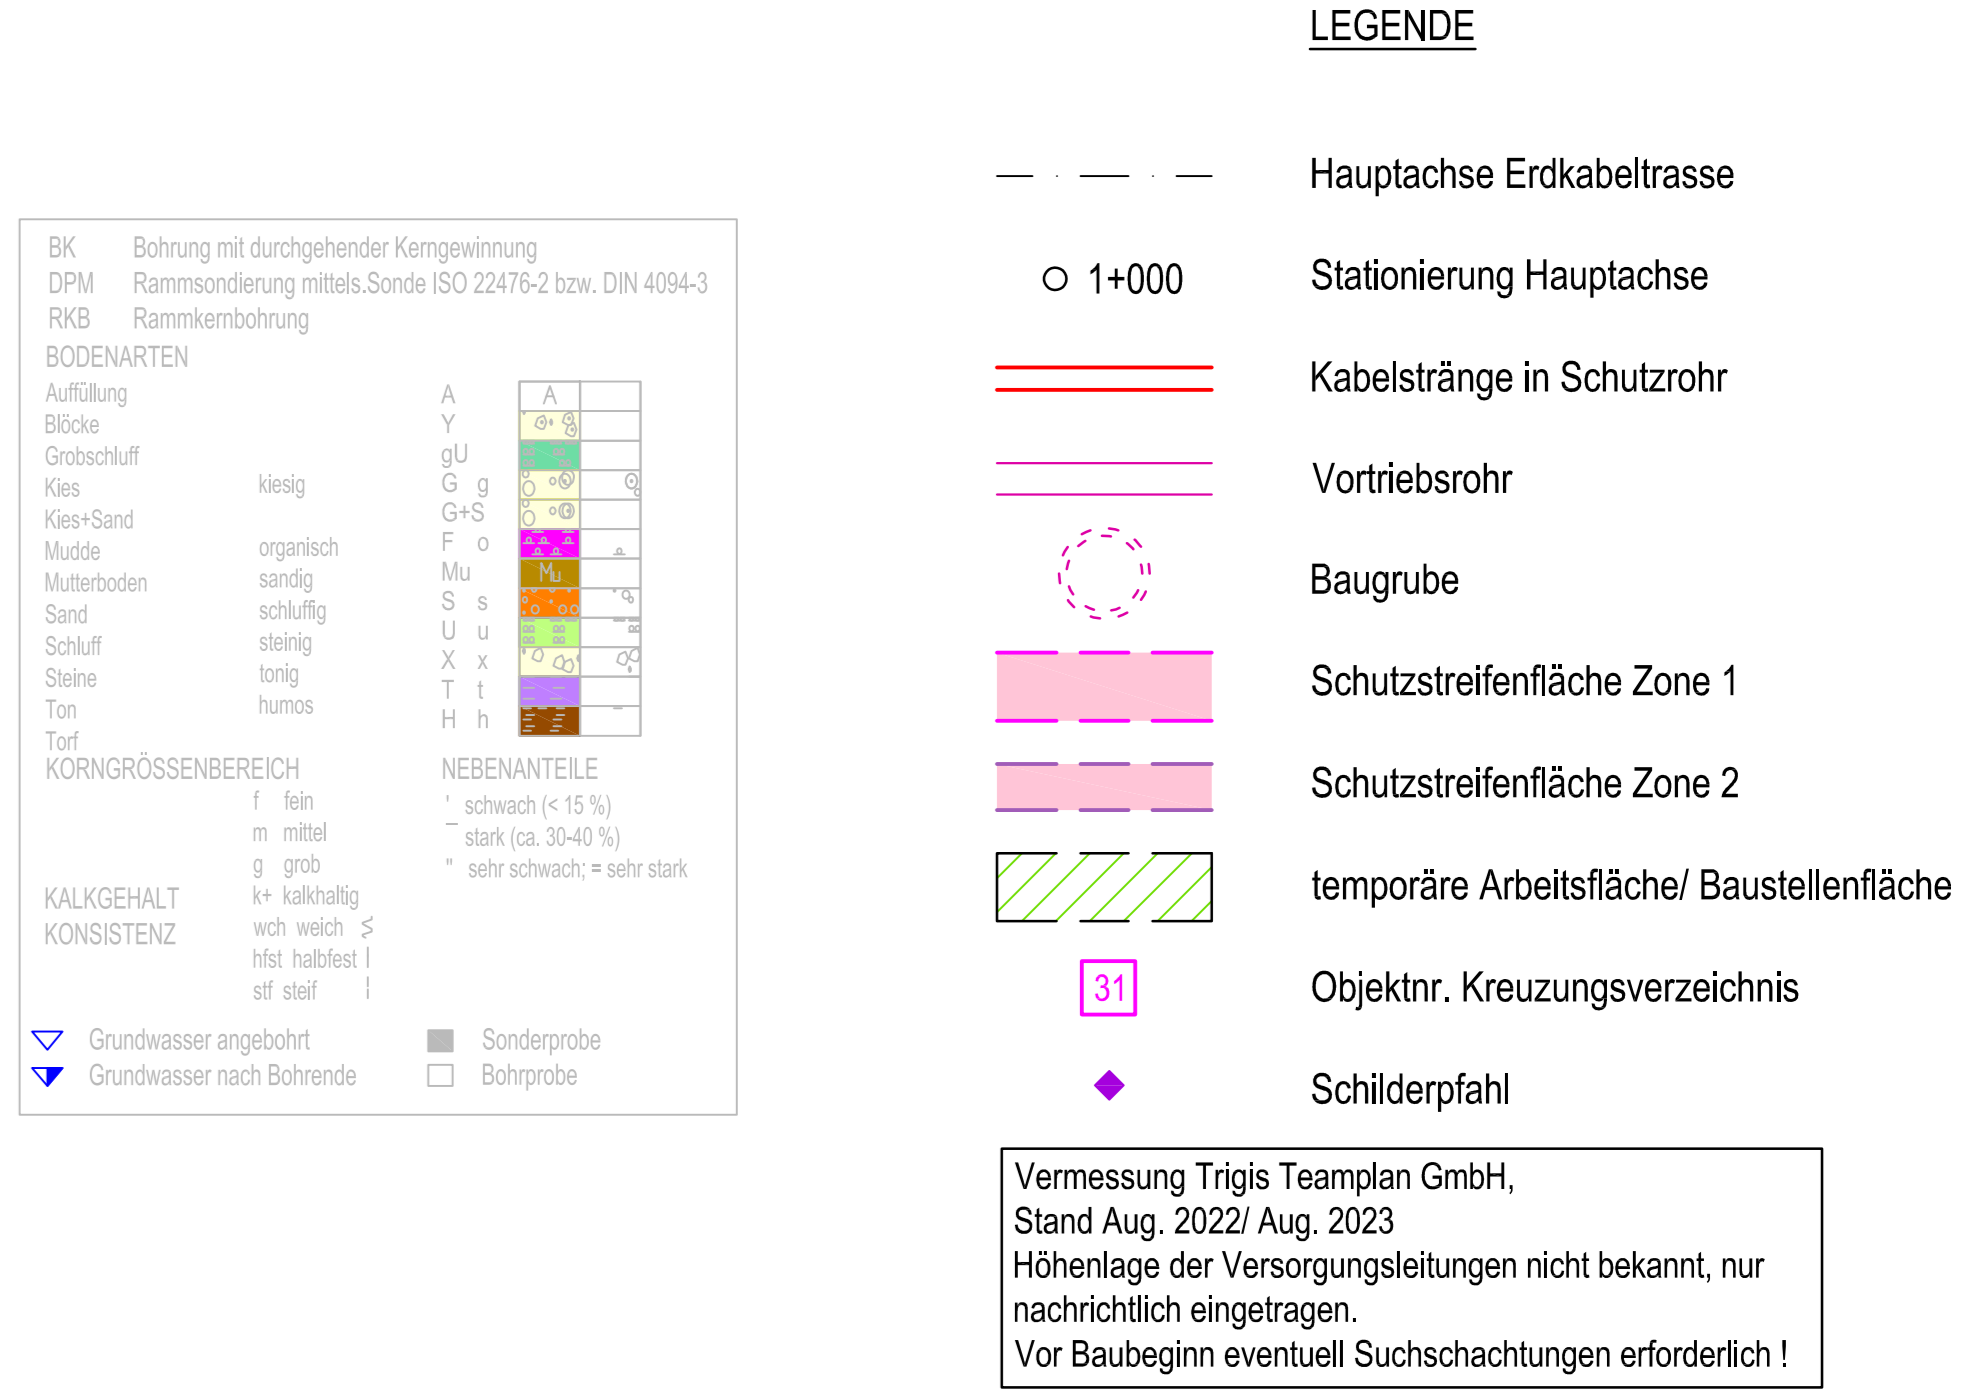 LEGENDE
Hauptachse Erdkabeltrasse
1+000 Stationierung Hauptachse
Kabelstränge in Schutzrohr
Vortriebsrohr
Baugrube
Schutzstreifenfläche Zone 1
Schutzstreifenfläche Zone 2
temporäre Arbeitsfläche/ Baustellenfläche
31 Objektnr. Kreuzungsverzeichnis
Schilderpfahl
Vermessung Trigis Teamplan GmbH,
Stand Aug. 2022/ Aug. 2023
Höhenlage der Versorgungsleitungen nicht bekannt, nur
nachrichtlich eingetragen.
Vor Baubeginn eventuell Suchschachtungen erforderlich !
BK Bohrung mit durchgehender Kerngewinnung
DPM Rammsondierung mittels.Sonde ISO 22476-2 bzw. DIN 4094-3
RKB Rammkernbohrung
BODENARTEN
Auffüllung A A
Blöcke Y
Grobschluff gU
Kies kiesig G g
Kies+Sand G+S
Mudde organisch F o
Mutterboden sandig Mu Mu
Sand schluffig S s
Schluff steinig U u
Steine tonig X x
Ton humos T t
Torf H h
KORNGRÖSSENBEREICH NEBENANTEILE
f fein ' schwach (< 15 %)
m mittel ¯ stark (ca. 30-40 %)
g grob " sehr schwach; = sehr stark
KALKGEHALT k+ kalkhaltig
KONSISTENZ wch weich
hfst halbfest
stf steif
Grundwasser angebohrt Sonderprobe
Grundwasser nach Bohrende Bohrprobe